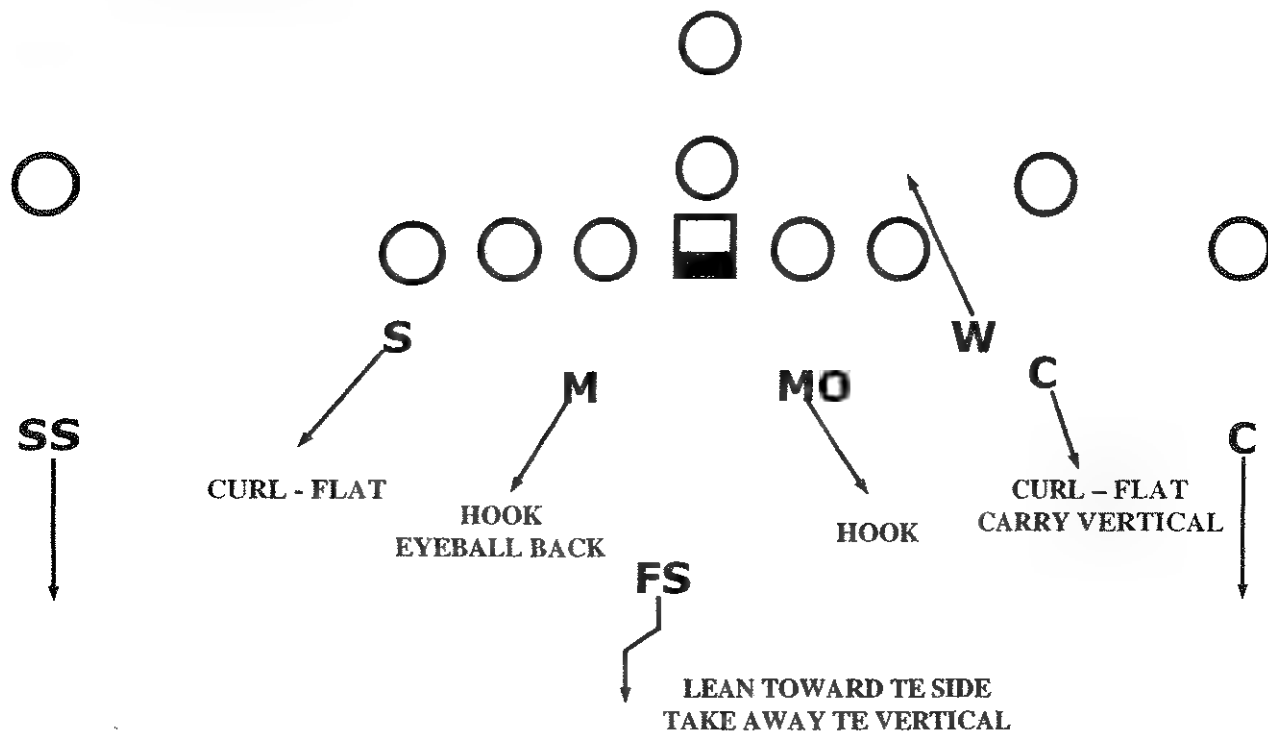 S
W
M
MO
C
SS
C
CURL - FLAT
HOOK
EYEBALL BACK
HOOK
CURL – FLAT
CARRY VERTICAL
FS
LEAN TOWARD TE SIDE
TAKE AWAY TE VERTICAL